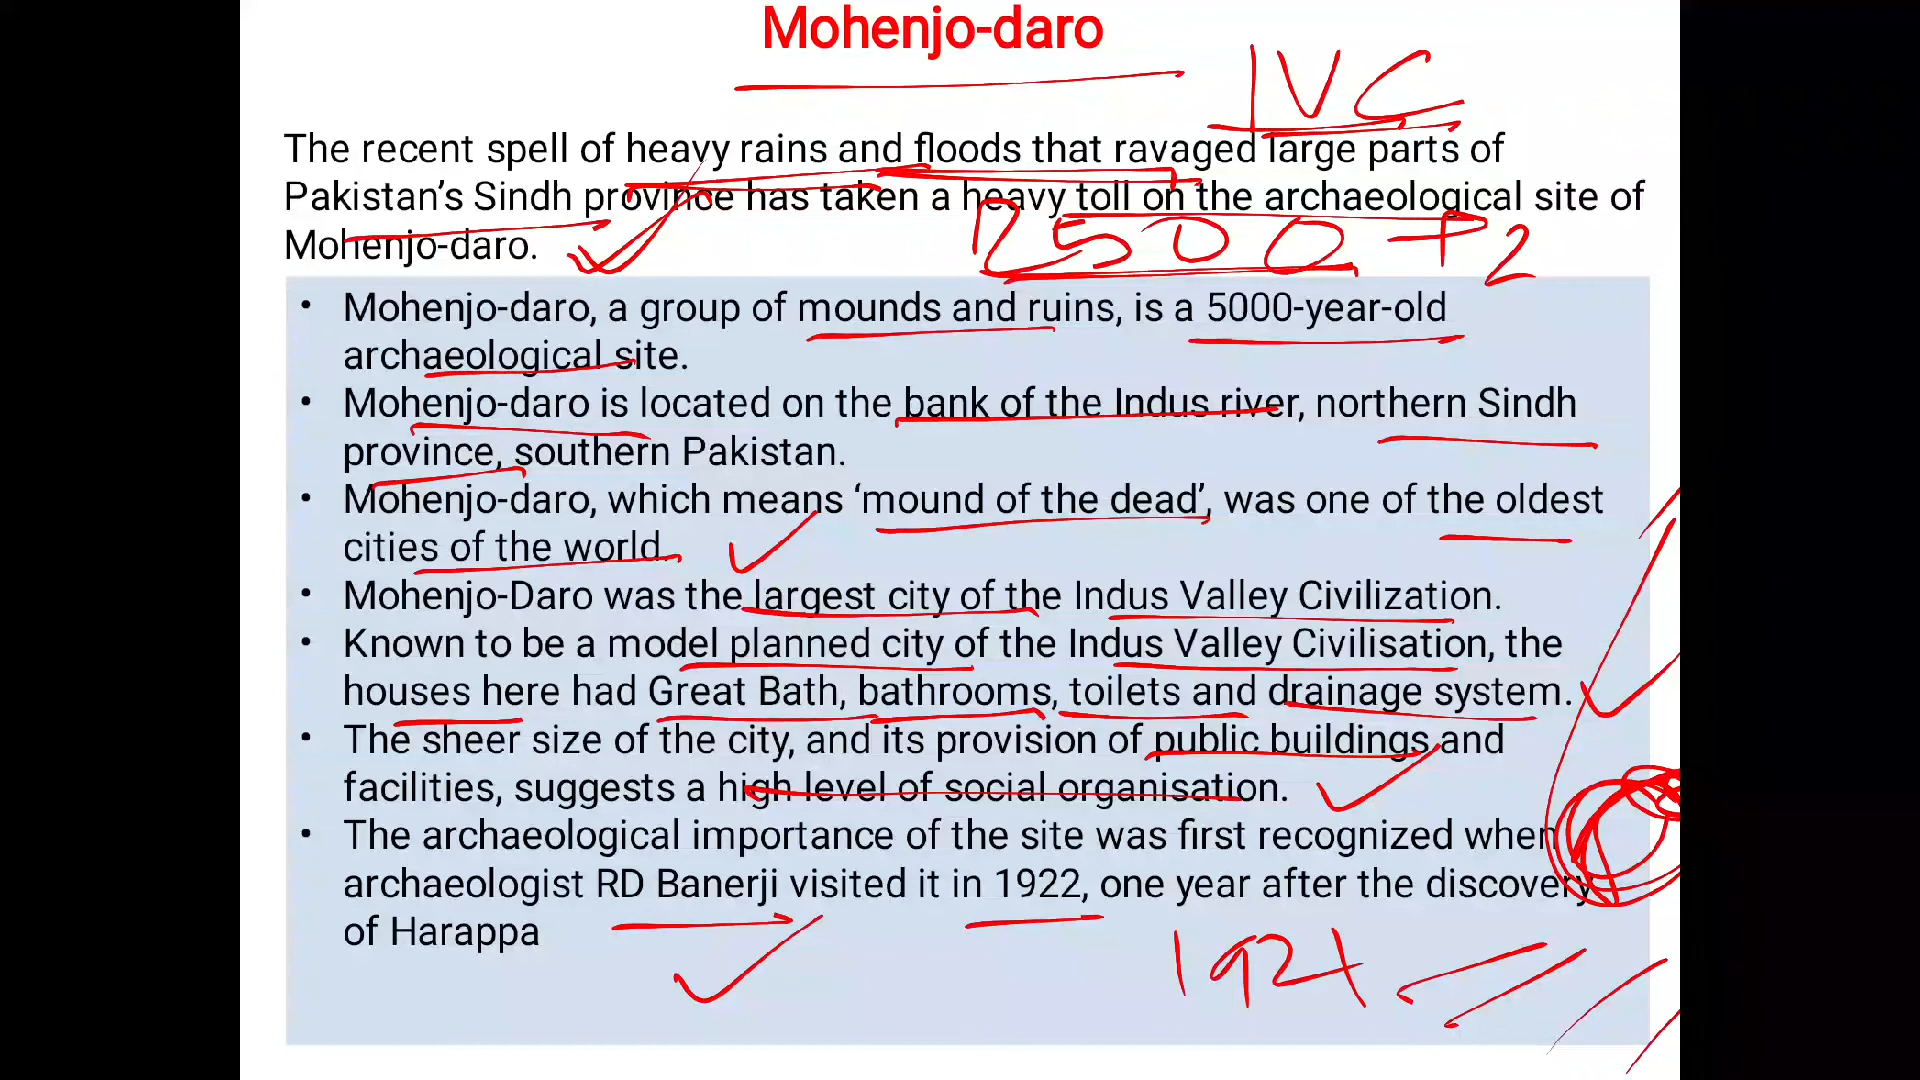 Mohenjo-daro
IVC
The recent spell of heavy rains and floods that ravaged large parts of
Pakistan’s Sindh province has taken a heavy toll on the archaeological site of
Mohenjo-daro.
2500 + 2
• Mohenjo-daro, a group of mounds and ruins, is a 5000-year-old
archaeological site.
• Mohenjo-daro is located on the bank of the Indus river, northern Sindh
province, southern Pakistan.
• Mohenjo-daro, which means ‘mound of the dead’, was one of the oldest
cities of the world.
• Mohenjo-Daro was the largest city of the Indus Valley Civilization.
• Known to be a model planned city of the Indus Valley Civilisation, the
houses here had Great Bath, bathrooms, toilets and drainage system.
• The sheer size of the city, and its provision of public buildings and
facilities, suggests a high level of social organisation.
• The archaeological importance of the site was first recognized when
archaeologist RD Banerji visited it in 1922, one year after the discovery
of Harappa
1921